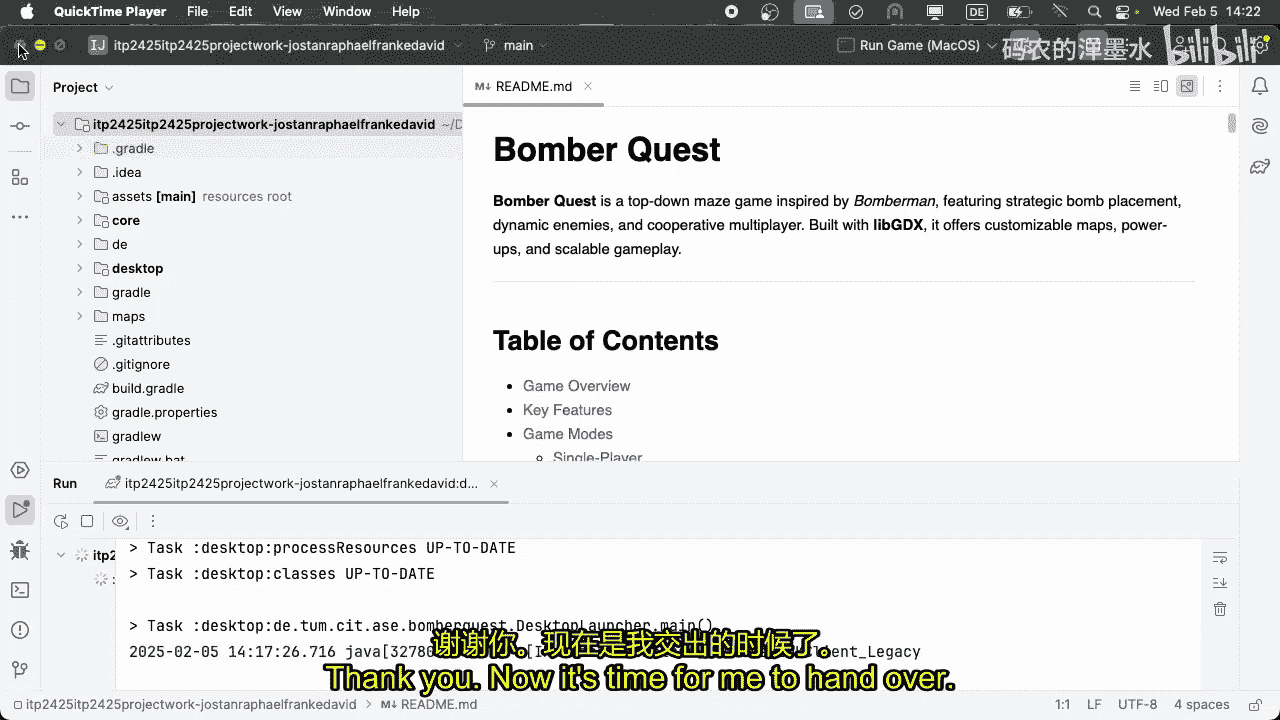 QuickTime Player File Edit View Window Help DE Wed Feb 5 14:22
IJ itp2425itp2425projectwork-jostanraphaelfrankedavid main Run Game (MacOS)
码农的洋墨水 bilibili
Project
README.md
itp2425itp2425projectwork-jostanraphaelfrankedavid ~/D
.gradle
.idea
assets [main] resources root
core
de
desktop
gradle
maps
.gitattributes
.gitignore
build.gradle
gradle.properties
gradlew
gradlew.bat
Bomber Quest
Bomber Quest is a top-down maze game inspired by Bomberman, featuring strategic bomb placement,
dynamic enemies, and cooperative multiplayer. Built with libGDX, it offers customizable maps, power-
ups, and scalable gameplay.
Table of Contents
Game Overview
Key Features
Game Modes
Single-Player
Run itp2425itp2425projectwork-jostanraphaelfrankedavid:d...
itp2
> Task :desktop:processResources UP-TO-DATE
> Task :desktop:classes UP-TO-DATE
> Task :desktop:de.tum.cit.ase.bomberquest.DesktopLauncher.main()
2025-02-05 14:17:26.716 java[32780
谢谢你。现在是我交出的时候了。
Thank you. Now it's time for me to hand over.
itp2425itp2425projectwork-jostanraphaelfrankedavid > README.md 1:1 LF UTF-8 4 spaces